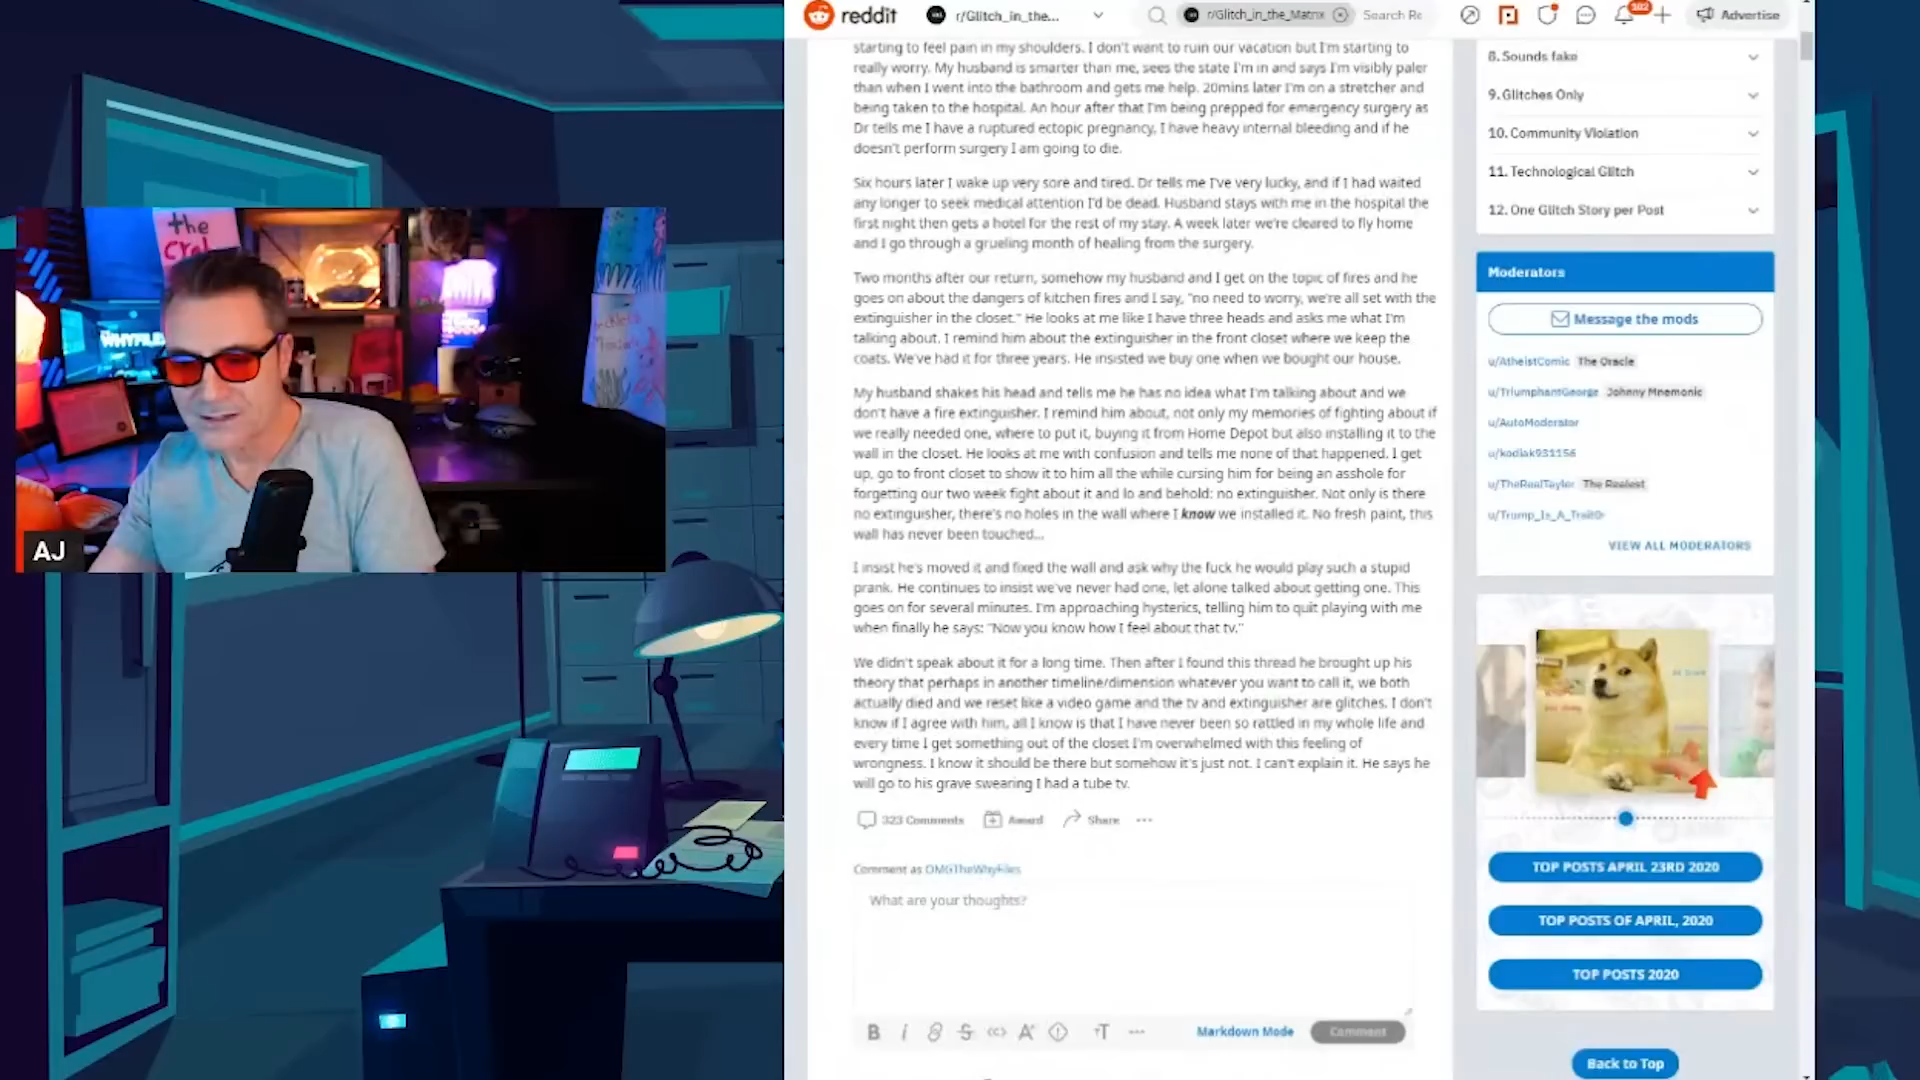 reddit
r/Glitch_in_the...
r/Glitch_in_the_Matrix
Search Re
102
Advertise
the
WHYFILE
AJ
starting to feel pain in my shoulders. I don't want to ruin our vacation but I'm starting to
really worry. My husband is smarter than me, sees the state I'm in and says I'm visibly paler
than when I went into the bathroom and gets me help. 20mins later I'm on a stretcher and
being taken to the hospital. An hour after that I'm being prepped for emergency surgery as
Dr tells me I have a ruptured ectopic pregnancy, I have heavy internal bleeding and if he
doesn't perform surgery I am going to die.
Six hours later I wake up very sore and tired. Dr tells me I've very lucky, and if I had waited
any longer to seek medical attention I'd be dead. Husband stays with me in the hospital the
first night then gets a hotel for the rest of my stay. A week later we're cleared to fly home
and I go through a grueling month of healing from the surgery.
Two months after our return, somehow my husband and I get on the topic of fires and he
goes on about the dangers of kitchen fires and I say, "no need to worry, we're all set with the
extinguisher in the closet." He looks at me like I have three heads and asks me what I'm
talking about. I remind him about the extinguisher in the front closet where we keep the
coats. We've had it for three years. He insisted we buy one when we bought our house.
My husband shakes his head and tells me he has no idea what I'm talking about and we
don't have a fire extinguisher. I remind him about, not only my memories of fighting about if
we really needed one, where to put it, buying it from Home Depot but also installing it to the
wall in the closet. He looks at me with confusion and tells me none of that happened. I get
up, go to front closet to show it to him all the while cursing him for being an asshole for
forgetting our two week fight about it and lo and behold: no extinguisher. Not only is there
no extinguisher, there's no holes in the wall where I know we installed it. No fresh paint, this
wall has never been touched...
I insist he's moved it and fixed the wall and ask why the fuck he would play such a stupid
prank. He continues to insist we've never had one, let alone talked about getting one. This
goes on for several minutes. I'm approaching hysterics, telling him to quit playing with me
when finally he says: "Now you know how I feel about that tv."
We didn't speak about it for a long time. Then after I found this thread he brought up his
theory that perhaps in another timeline/dimension whatever you want to call it, we both
actually died and we reset like a video game and the tv and extinguisher are glitches. I don't
know if I agree with him, all I know is that I have never been so rattled in my whole life and
every time I get something out of the closet I'm overwhelmed with this feeling of
wrongness. I know it should be there but somehow it's just not. I can't explain it. He says he
will go to his grave swearing I had a tube tv.
323 Comments
Award
Share
Comment as OMGTheWhyFiles
What are your thoughts?
Markdown Mode
Comment
8. Sounds fake
9. Glitches Only
10. Community Violation
11. Technological Glitch
12. One Glitch Story per Post
Moderators
Message the mods
u/AtheistComic The Oracle
u/TriumphantGeorge Johnny Mnemonic
u/AutoModerator
u/kodiak931156
u/TheRealTayler The Realest
u/Trump_Is_A_Trait0r
VIEW ALL MODERATORS
TOP POSTS APRIL 23RD 2020
TOP POSTS OF APRIL, 2020
TOP POSTS 2020
Back to Top